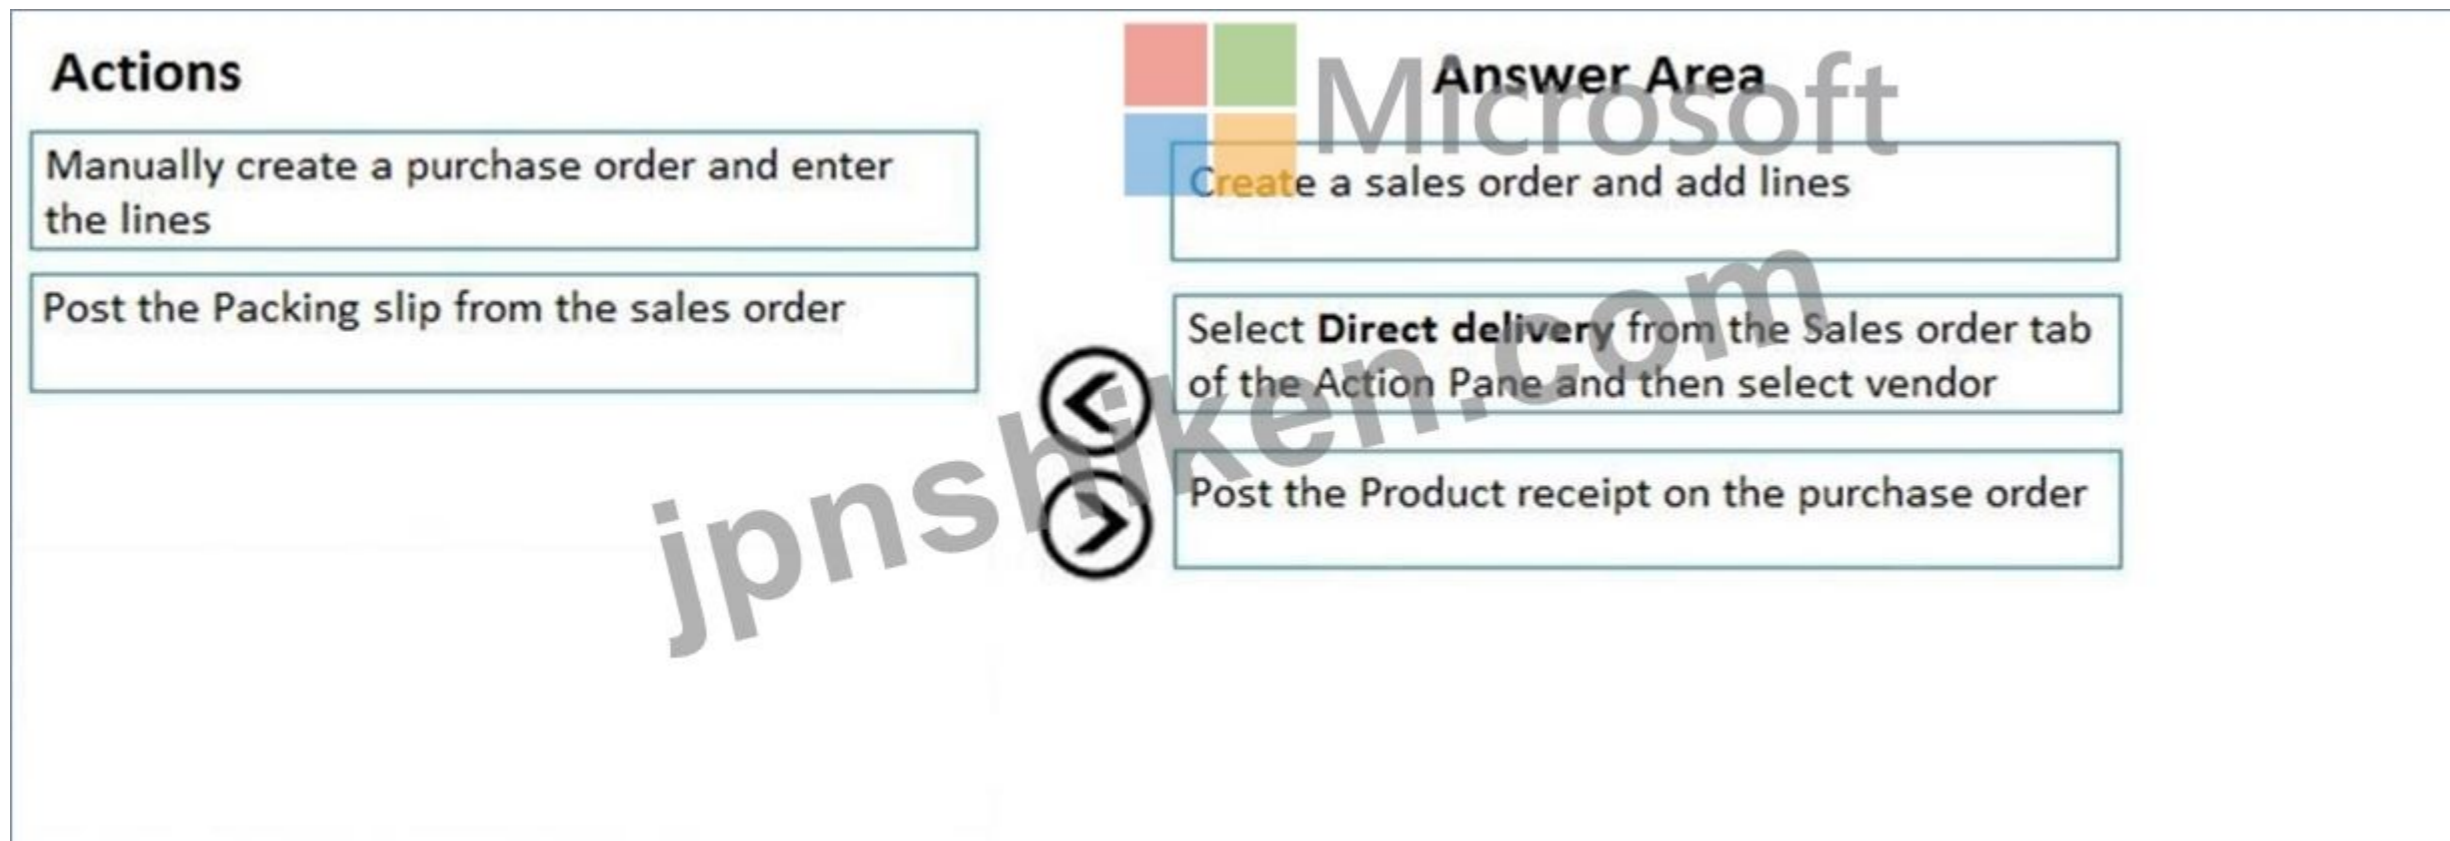 Actions
Manually create a purchase order and enter
the lines
Post the Packing slip from the sales order
Microsoft
Answer Area
Create a sales order and add lines
Select Direct delivery from the Sales order tab
of the Action Pane and then select vendor
Post the Product receipt on the purchase order
jpnshiken.com